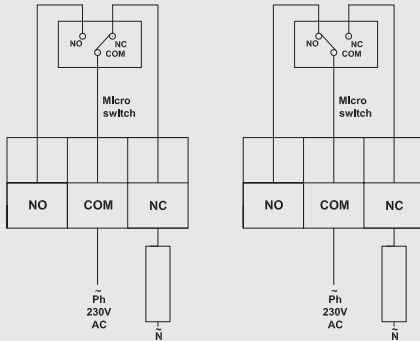 NO NC
COM
Micro
switch
NO COM NC
~
Ph
230V
AC
~
N
NO NC
COM
Micro
switch
NO COM NC
~
Ph
230V
AC
~
N